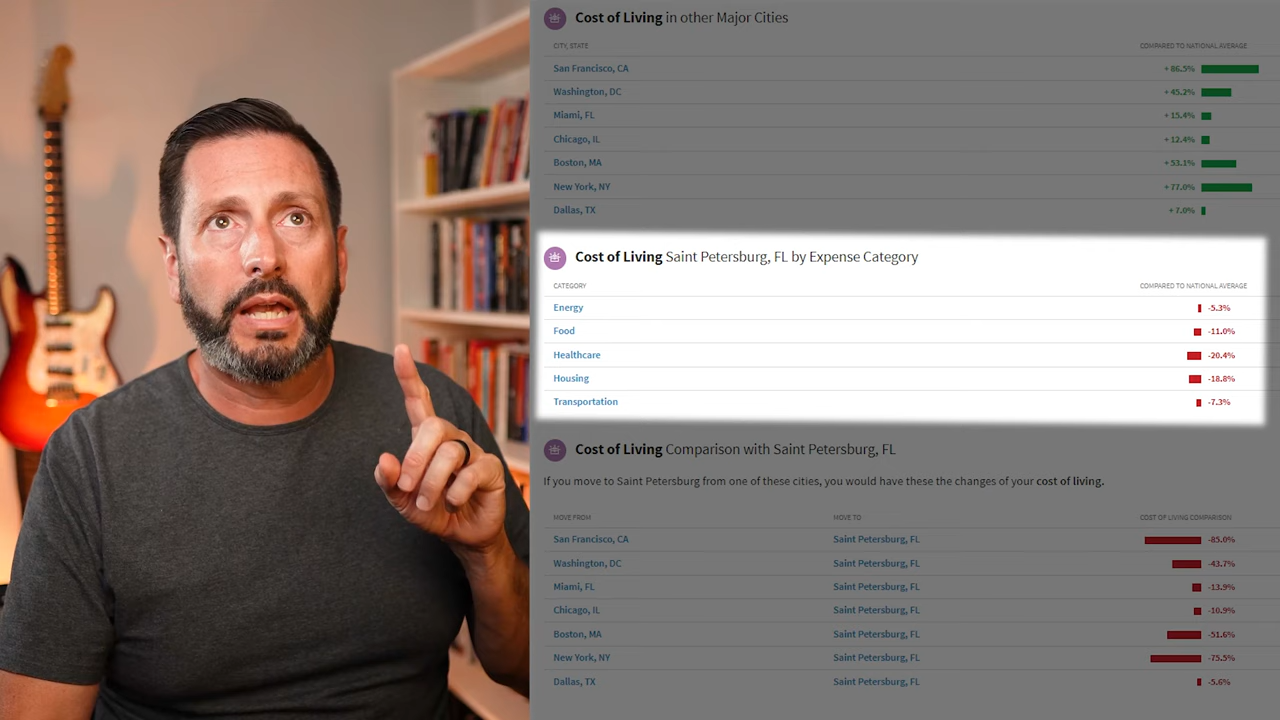 Cost of Living in other Major Cities
CITY, STATE COMPARED TO NATIONAL AVERAGE
San Francisco, CA + 86.5%
Washington, DC + 45.2%
Miami, FL + 15.4%
Chicago, IL + 12.4%
Boston, MA + 53.1%
New York, NY + 77.0%
Dallas, TX + 7.0%
Cost of Living Saint Petersburg, FL by Expense Category
CATEGORY COMPARED TO NATIONAL AVERAGE
Energy -5.3%
Food -11.0%
Healthcare -20.4%
Housing -18.8%
Transportation -7.3%
Cost of Living Comparison with Saint Petersburg, FL
If you move to Saint Petersburg from one of these cities, you would have these the changes of your cost of living.
MOVE FROM MOVE TO COST OF LIVING COMPARISON
San Francisco, CA Saint Petersburg, FL -85.0%
Washington, DC Saint Petersburg, FL -43.7%
Miami, FL Saint Petersburg, FL -13.9%
Chicago, IL Saint Petersburg, FL -10.9%
Boston, MA Saint Petersburg, FL -51.6%
New York, NY Saint Petersburg, FL -75.5%
Dallas, TX Saint Petersburg, FL -5.6%